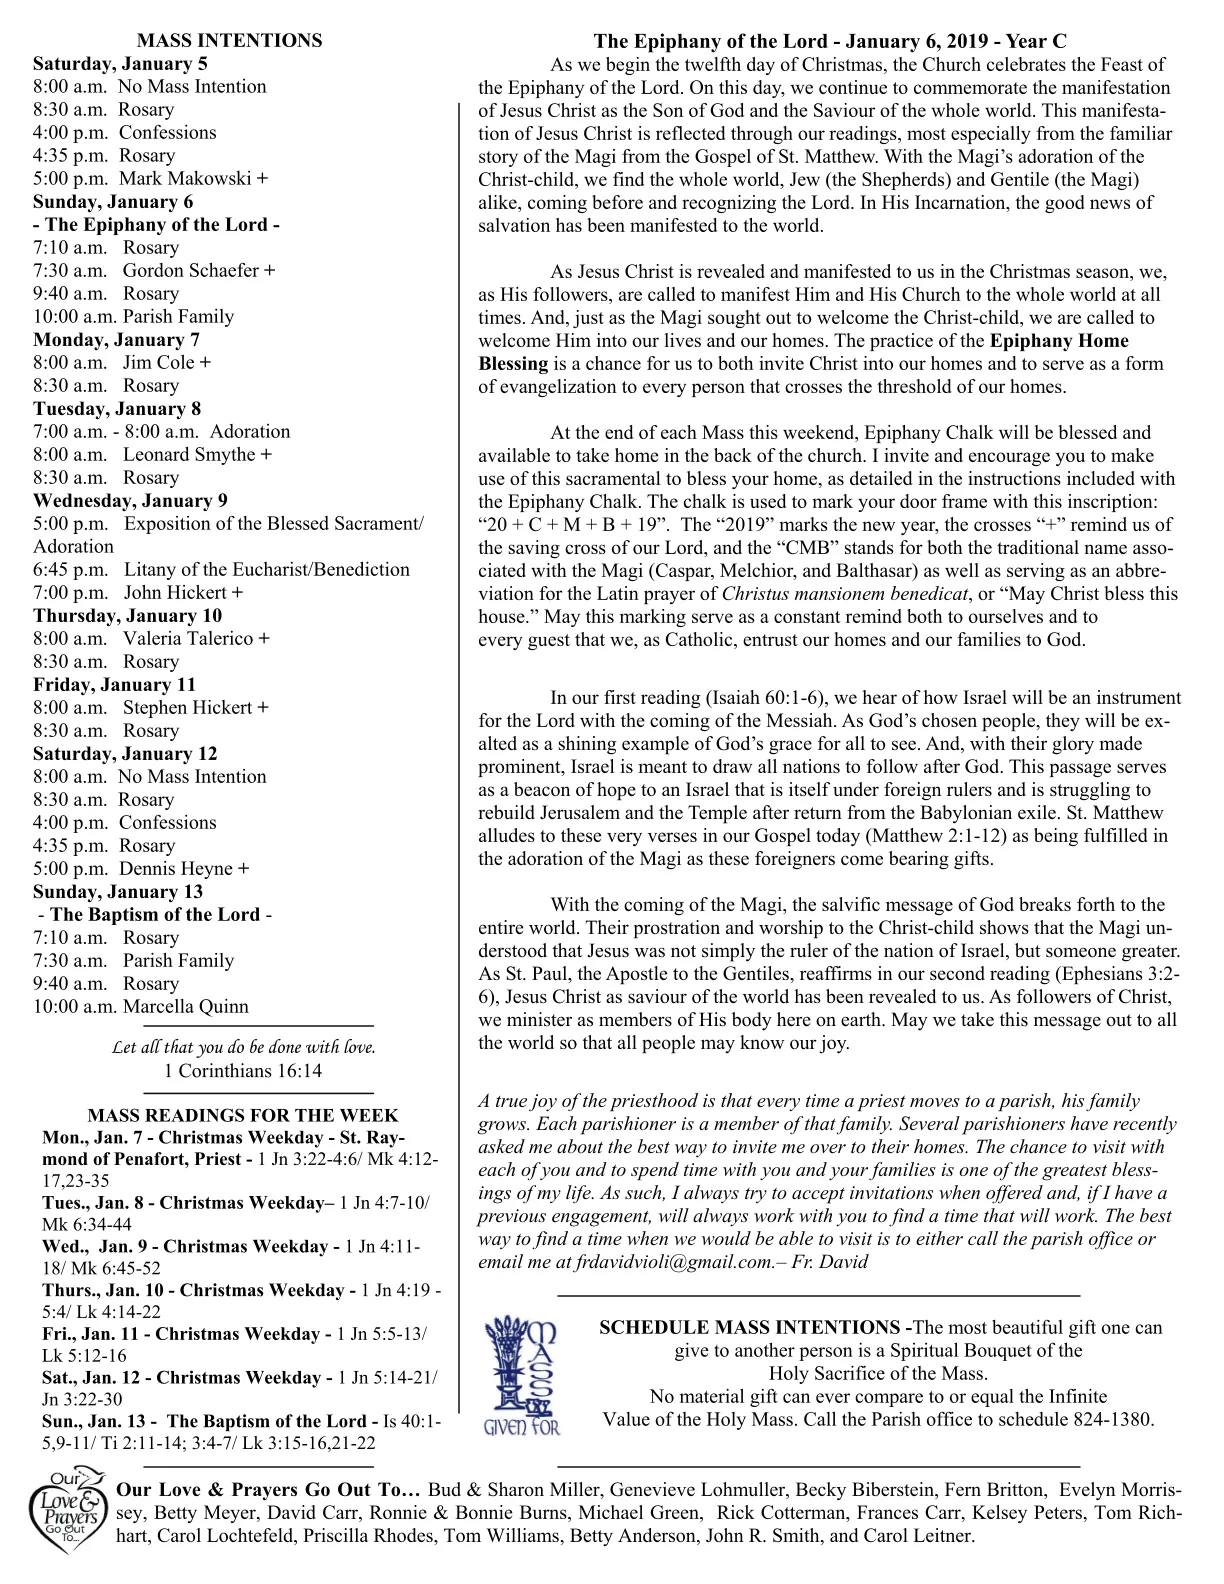 MASS INTENTIONS
Saturday, January 5
8:00 a.m.  No Mass Intention
8:30 a.m.  Rosary
4:00 p.m.  Confessions
4:35 p.m.  Rosary
5:00 p.m.  Mark Makowski +
Sunday, January 6
- The Epiphany of the Lord -
7:10 a.m.   Rosary
7:30 a.m.   Gordon Schaefer +
9:40 a.m.   Rosary
10:00 a.m. Parish Family
Monday, January 7
8:00 a.m.   Jim Cole +
8:30 a.m.   Rosary
Tuesday, January 8
7:00 a.m. - 8:00 a.m.  Adoration
8:00 a.m.   Leonard Smythe +
8:30 a.m.   Rosary
Wednesday, January 9
5:00 p.m.   Exposition of the Blessed Sacrament/
Adoration
6:45 p.m.   Litany of the Eucharist/Benediction
7:00 p.m.   John Hickert +
Thursday, January 10
8:00 a.m.   Valeria Talerico +
8:30 a.m.   Rosary
Friday, January 11
8:00 a.m.   Stephen Hickert +
8:30 a.m.   Rosary
Saturday, January 12
8:00 a.m.  No Mass Intention
8:30 a.m.  Rosary
4:00 p.m.  Confessions
4:35 p.m.  Rosary
5:00 p.m.  Dennis Heyne +
Sunday, January 13
- The Baptism of the Lord -
7:10 a.m.   Rosary
7:30 a.m.   Parish Family
9:40 a.m.   Rosary
10:00 a.m. Marcella Quinn
Let all that you do be done with love.
1 Corinthians 16:14
MASS READINGS FOR THE WEEK
Mon., Jan. 7 - Christmas Weekday - St. Ray-
mond of Penafort, Priest - 1 Jn 3:22-4:6/ Mk 4:12-
17,23-35
Tues., Jan. 8 - Christmas Weekday– 1 Jn 4:7-10/
Mk 6:34-44
Wed.,  Jan. 9 - Christmas Weekday - 1 Jn 4:11-
18/ Mk 6:45-52
Thurs., Jan. 10 - Christmas Weekday - 1 Jn 4:19 -
5:4/ Lk 4:14-22
Fri., Jan. 11 - Christmas Weekday - 1 Jn 5:5-13/
Lk 5:12-16
Sat., Jan. 12 - Christmas Weekday - 1 Jn 5:14-21/
Jn 3:22-30
Sun., Jan. 13 -  The Baptism of the Lord - Is 40:1-
5,9-11/ Ti 2:11-14; 3:4-7/ Lk 3:15-16,21-22
The Epiphany of the Lord - January 6, 2019 - Year C
As we begin the twelfth day of Christmas, the Church celebrates the Feast of
the Epiphany of the Lord. On this day, we continue to commemorate the manifestation
of Jesus Christ as the Son of God and the Saviour of the whole world. This manifesta-
tion of Jesus Christ is reflected through our readings, most especially from the familiar
story of the Magi from the Gospel of St. Matthew. With the Magi’s adoration of the
Christ-child, we find the whole world, Jew (the Shepherds) and Gentile (the Magi)
alike, coming before and recognizing the Lord. In His Incarnation, the good news of
salvation has been manifested to the world.
As Jesus Christ is revealed and manifested to us in the Christmas season, we,
as His followers, are called to manifest Him and His Church to the whole world at all
times. And, just as the Magi sought out to welcome the Christ-child, we are called to
welcome Him into our lives and our homes. The practice of the Epiphany Home
Blessing is a chance for us to both invite Christ into our homes and to serve as a form
of evangelization to every person that crosses the threshold of our homes.
At the end of each Mass this weekend, Epiphany Chalk will be blessed and
available to take home in the back of the church. I invite and encourage you to make
use of this sacramental to bless your home, as detailed in the instructions included with
the Epiphany Chalk. The chalk is used to mark your door frame with this inscription:
“20 + C + M + B + 19”.  The “2019” marks the new year, the crosses “+” remind us of
the saving cross of our Lord, and the “CMB” stands for both the traditional name asso-
ciated with the Magi (Caspar, Melchior, and Balthasar) as well as serving as an abbre-
viation for the Latin prayer of Christus mansionem benedicat, or “May Christ bless this
house.” May this marking serve as a constant remind both to ourselves and to
every guest that we, as Catholic, entrust our homes and our families to God.
In our first reading (Isaiah 60:1-6), we hear of how Israel will be an instrument
for the Lord with the coming of the Messiah. As God’s chosen people, they will be ex-
alted as a shining example of God’s grace for all to see. And, with their glory made
prominent, Israel is meant to draw all nations to follow after God. This passage serves
as a beacon of hope to an Israel that is itself under foreign rulers and is struggling to
rebuild Jerusalem and the Temple after return from the Babylonian exile. St. Matthew
alludes to these very verses in our Gospel today (Matthew 2:1-12) as being fulfilled in
the adoration of the Magi as these foreigners come bearing gifts.
With the coming of the Magi, the salvific message of God breaks forth to the
entire world. Their prostration and worship to the Christ-child shows that the Magi un-
derstood that Jesus was not simply the ruler of the nation of Israel, but someone greater.
As St. Paul, the Apostle to the Gentiles, reaffirms in our second reading (Ephesians 3:2-
6), Jesus Christ as saviour of the world has been revealed to us. As followers of Christ,
we minister as members of His body here on earth. May we take this message out to all
the world so that all people may know our joy.
A true joy of the priesthood is that every time a priest moves to a parish, his family
grows. Each parishioner is a member of that family. Several parishioners have recently
asked me about the best way to invite me over to their homes. The chance to visit with
each of you and to spend time with you and your families is one of the greatest bless-
ings of my life. As such, I always try to accept invitations when offered and, if I have a
previous engagement, will always work with you to find a time that will work. The best
way to find a time when we would be able to visit is to either call the parish office or
email me at frdavidvioli@gmail.com.– Fr. David
MASS
GIVEN FOR
SCHEDULE MASS INTENTIONS -The most beautiful gift one can
give to another person is a Spiritual Bouquet of the
Holy Sacrifice of the Mass.
No material gift can ever compare to or equal the Infinite
Value of the Holy Mass. Call the Parish office to schedule 824-1380.
Our
Love &
Prayers
Go Out
To...
Our Love & Prayers Go Out To… Bud & Sharon Miller, Genevieve Lohmuller, Becky Biberstein, Fern Britton,  Evelyn Morris-
sey, Betty Meyer, David Carr, Ronnie & Bonnie Burns, Michael Green,  Rick Cotterman, Frances Carr, Kelsey Peters, Tom Rich-
hart, Carol Lochtefeld, Priscilla Rhodes, Tom Williams, Betty Anderson, John R. Smith, and Carol Leitner.